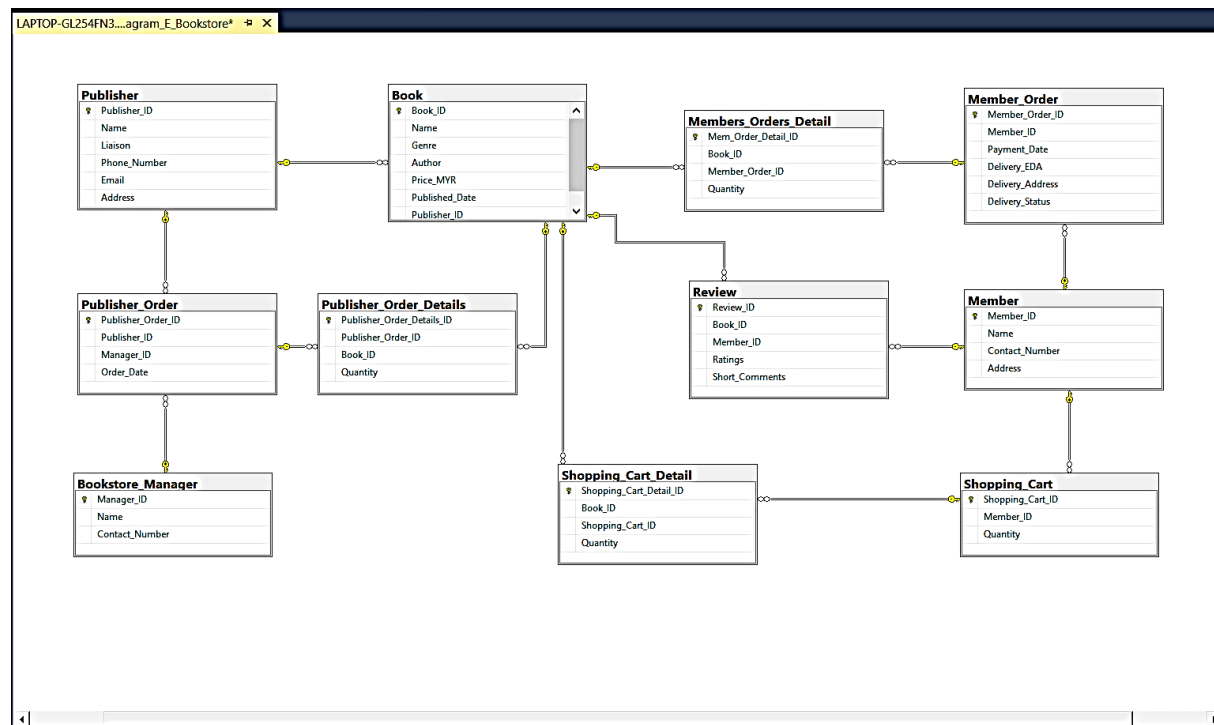 LAPTOP-GL254FN3....agram_E_Bookstore*
Publisher
Publisher_ID
Name
Liaison
Phone_Number
Email
Address
Book
Book_ID
Name
Genre
Author
Price_MYR
Published_Date
Publisher_ID
Members_Orders_Detail
Mem_Order_Detail_ID
Book_ID
Member_Order_ID
Quantity
Member_Order
Member_Order_ID
Member_ID
Payment_Date
Delivery_EDA
Delivery_Address
Delivery_Status
Publisher_Order
Publisher_Order_ID
Publisher_ID
Manager_ID
Order_Date
Publisher_Order_Details
Publisher_Order_Details_ID
Publisher_Order_ID
Book_ID
Quantity
Review
Review_ID
Book_ID
Member_ID
Ratings
Short_Comments
Member
Member_ID
Name
Contact_Number
Address
Bookstore_Manager
Manager_ID
Name
Contact_Number
Shopping_Cart_Detail
Shopping_Cart_Detail_ID
Book_ID
Shopping_Cart_ID
Quantity
Shopping_Cart
Shopping_Cart_ID
Member_ID
Quantity